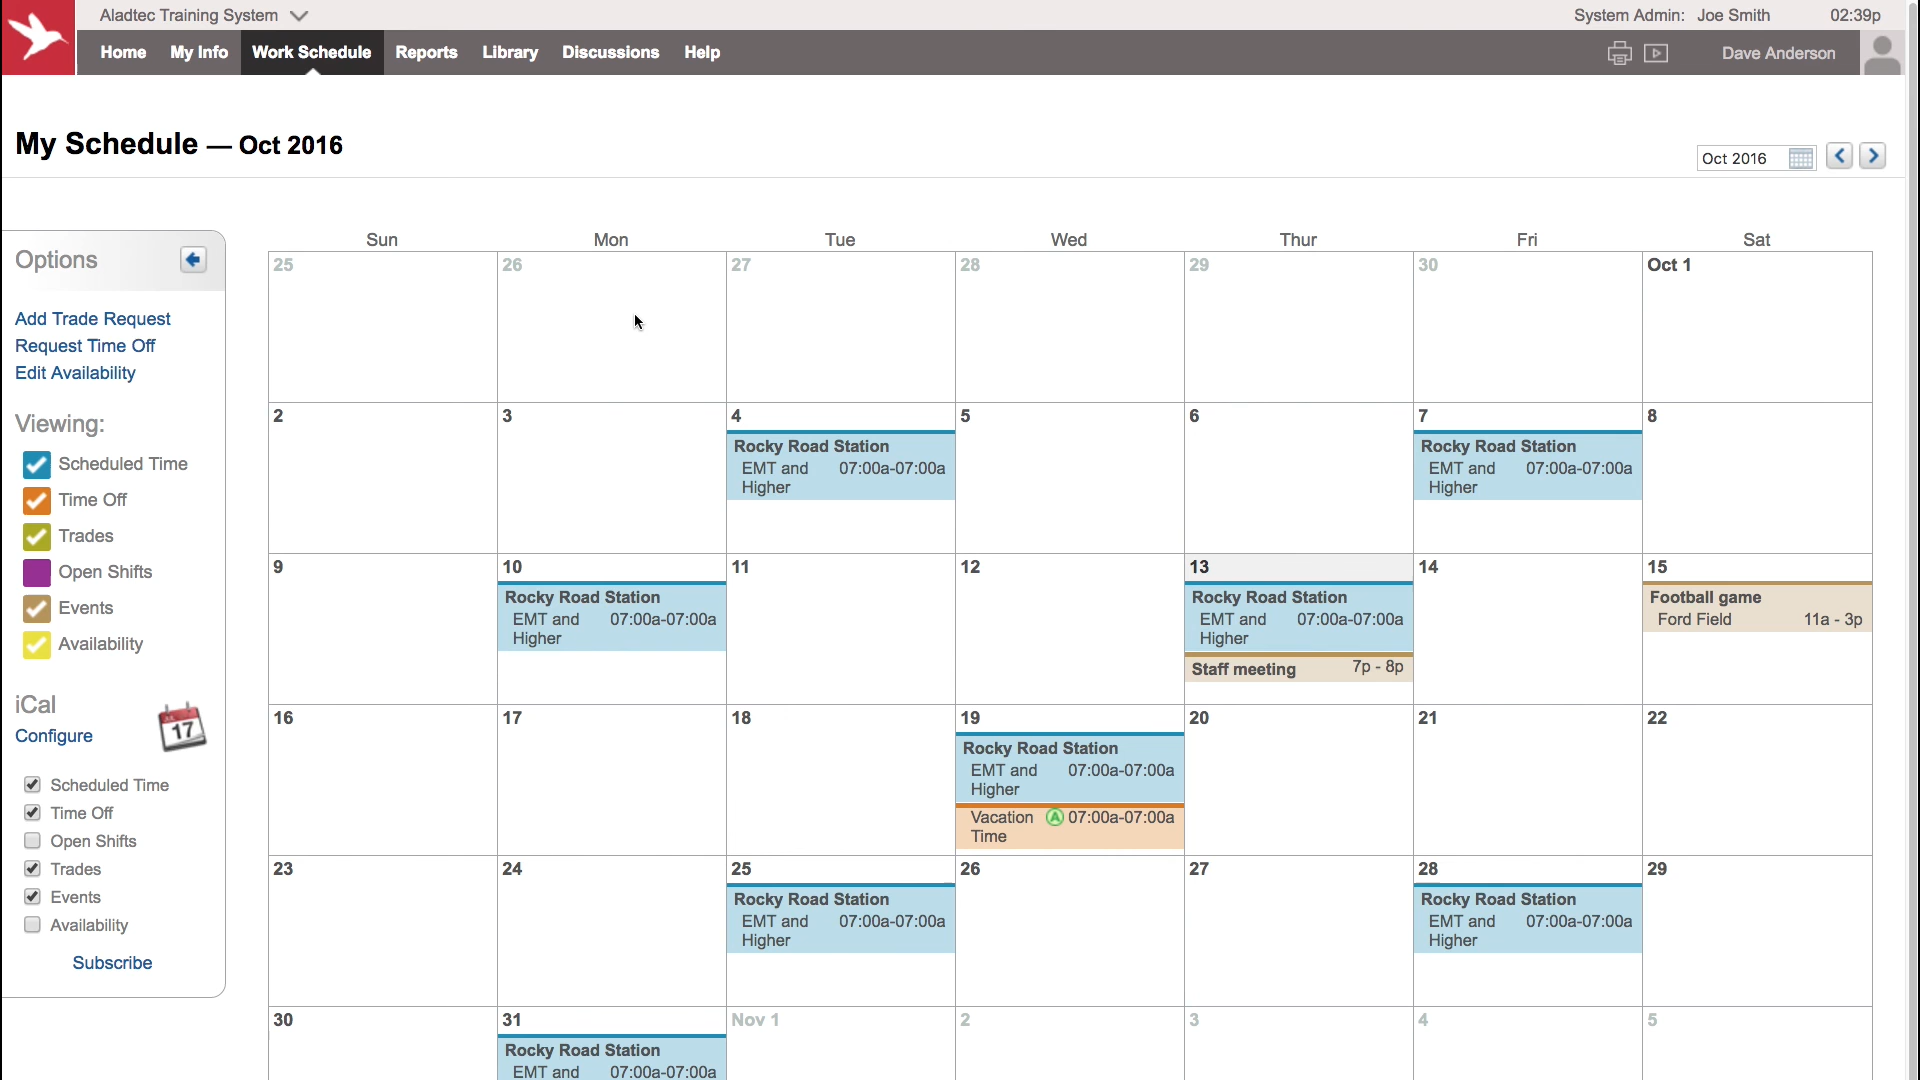 Aladtec Training System
System Admin: Joe Smith 02:39p
Home My Info Work Schedule Reports Library Discussions Help
Dave Anderson
My Schedule — Oct 2016
Oct 2016
Options
Add Trade Request
Request Time Off
Edit Availability
Viewing:
Scheduled Time
Time Off
Trades
Open Shifts
Events
Availability
iCal
Configure
17
Scheduled Time
Time Off
Open Shifts
Trades
Events
Availability
Subscribe
Sun Mon Tue Wed Thur Fri Sat
25 26 27 28 29 30 Oct 1
2 3 4 5 6 7 8
Rocky Road Station Rocky Road Station
EMT and 07:00a-07:00a EMT and 07:00a-07:00a
Higher Higher
9 10 11 12 13 14 15
Rocky Road Station Rocky Road Station Football game
EMT and 07:00a-07:00a EMT and 07:00a-07:00a Ford Field 11a - 3p
Higher Higher
Staff meeting 7p - 8p
16 17 18 19 20 21 22
Rocky Road Station
EMT and 07:00a-07:00a
Higher
Vacation A 07:00a-07:00a
Time
23 24 25 26 27 28 29
Rocky Road Station Rocky Road Station
EMT and 07:00a-07:00a EMT and 07:00a-07:00a
Higher Higher
30 31 Nov 1 2 3 4 5
Rocky Road Station
EMT and 07:00a-07:00a